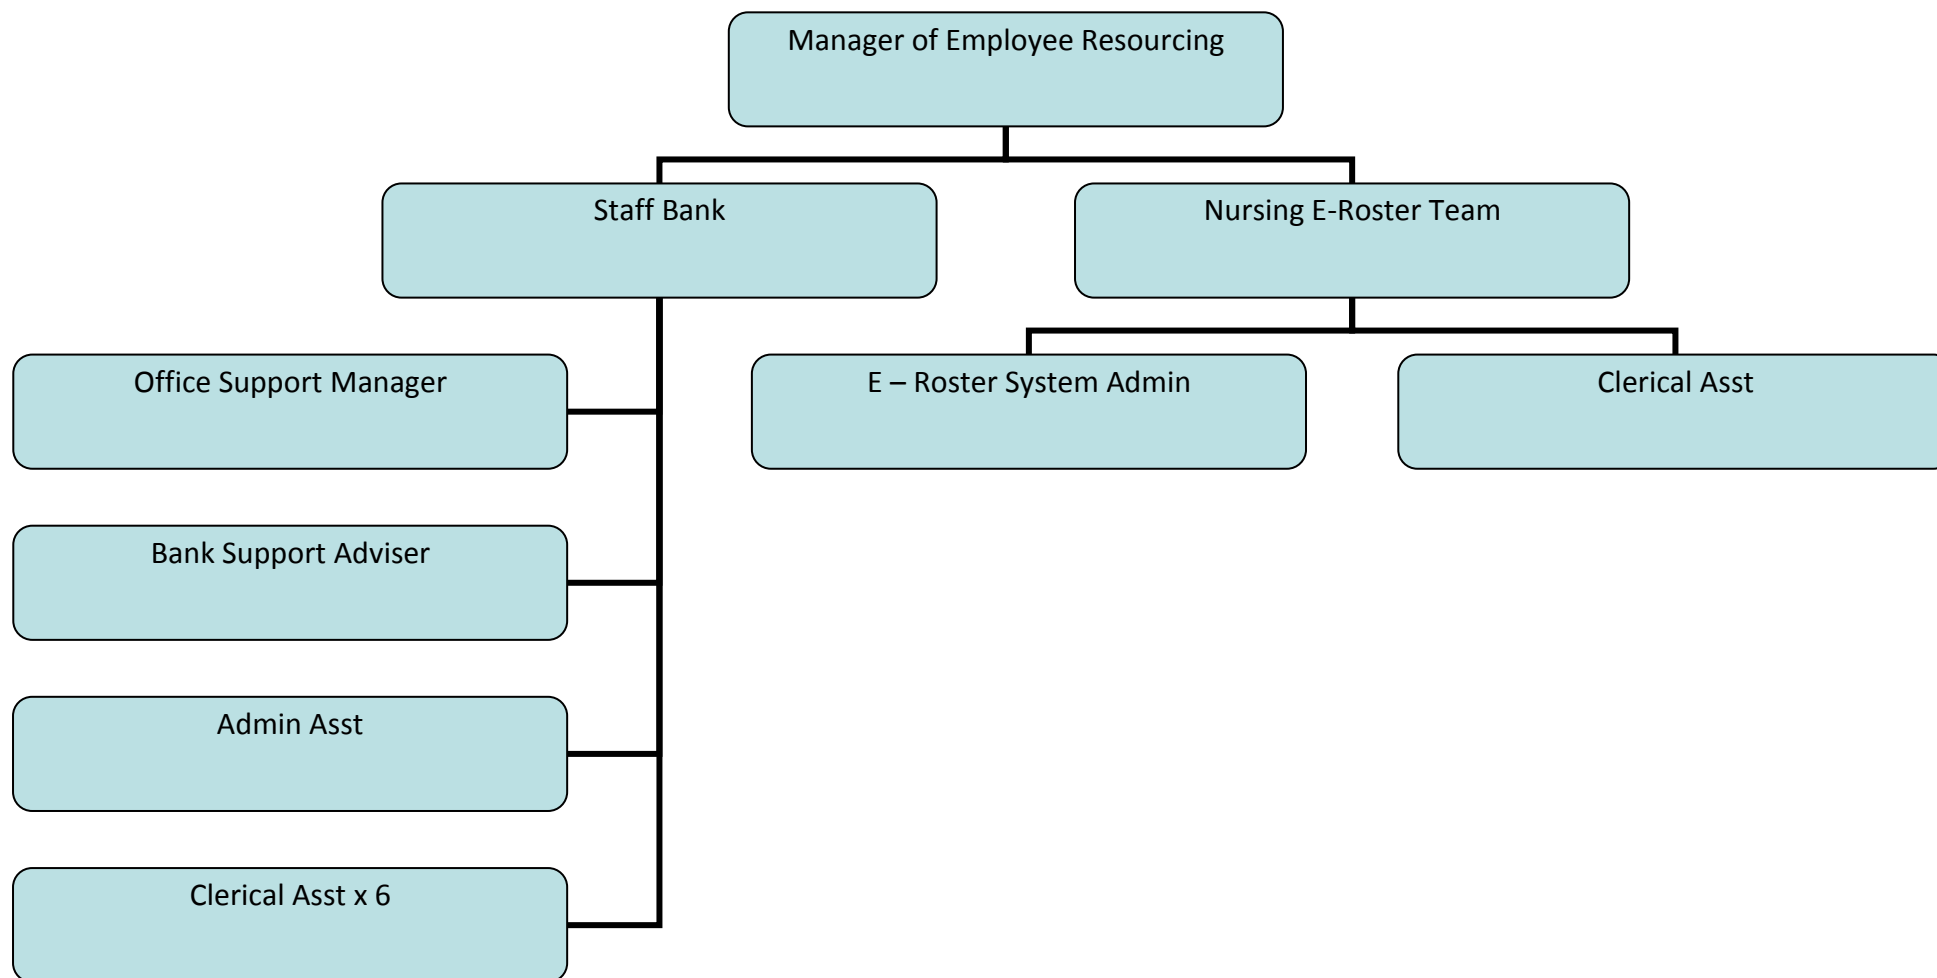 Manager of Employee Resourcing
Staff Bank
Nursing E-Roster Team
Office Support Manager
E – Roster System Admin
Clerical Asst
Bank Support Adviser
Admin Asst
Clerical Asst x 6